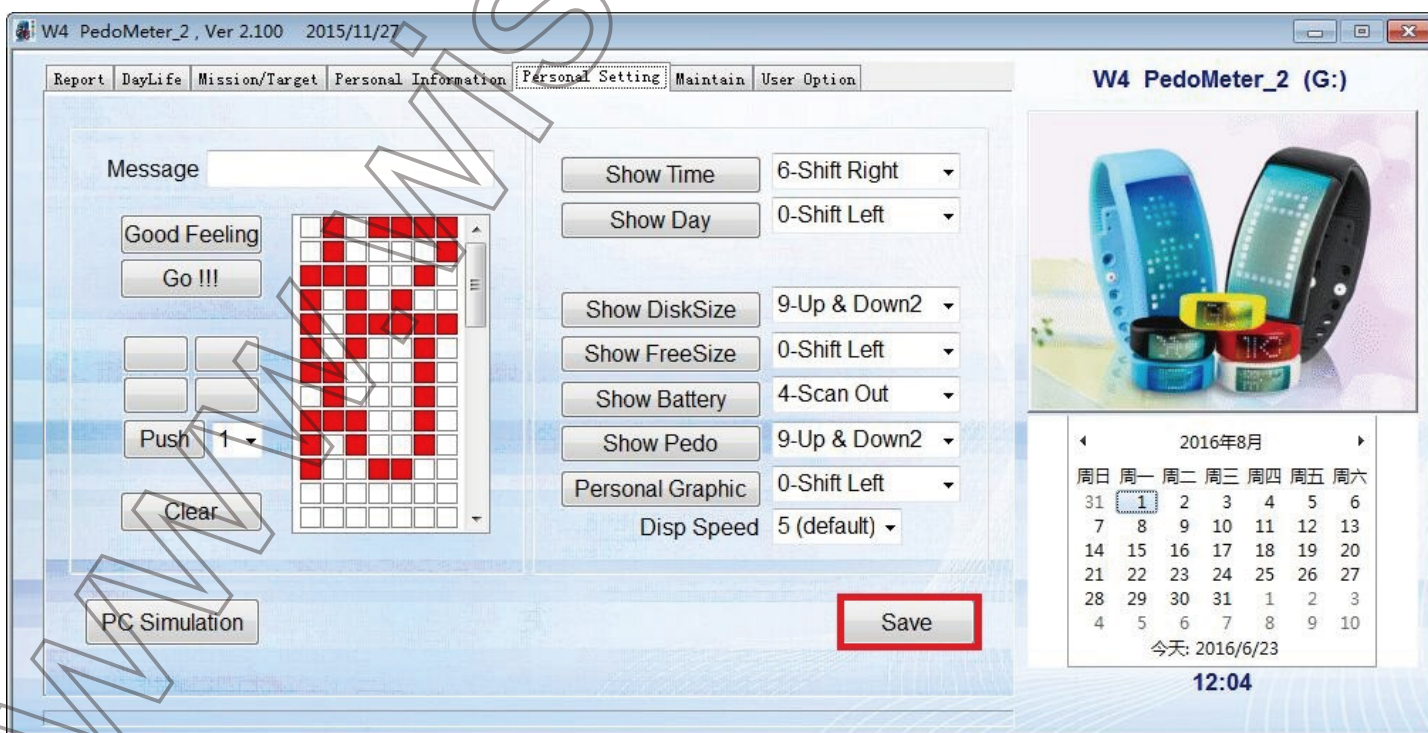 W4 PedoMeter_2 , Ver 2.100 2015/11/27
Report DayLife Mission/Target Personal Information Personal Setting Maintain User Option
W4 PedoMeter_2 (G:)
Message
Good Feeling
Go !!!
Push 1
Clear
PC Simulation
Show Time 6-Shift Right
Show Day 0-Shift Left
Show DiskSize 9-Up & Down2
Show FreeSize 0-Shift Left
Show Battery 4-Scan Out
Show Pedo 9-Up & Down2
Personal Graphic 0-Shift Left
Disp Speed 5 (default)
Save
2016年8月
周日 周一 周二 周三 周四 周五 周六
31 1 2 3 4 5 6
7 8 9 10 11 12 13
14 15 16 17 18 19 20
21 22 23 24 25 26 27
28 29 30 31 1 2 3
4 5 6 7 8 9 10
今天: 2016/6/23
12:04